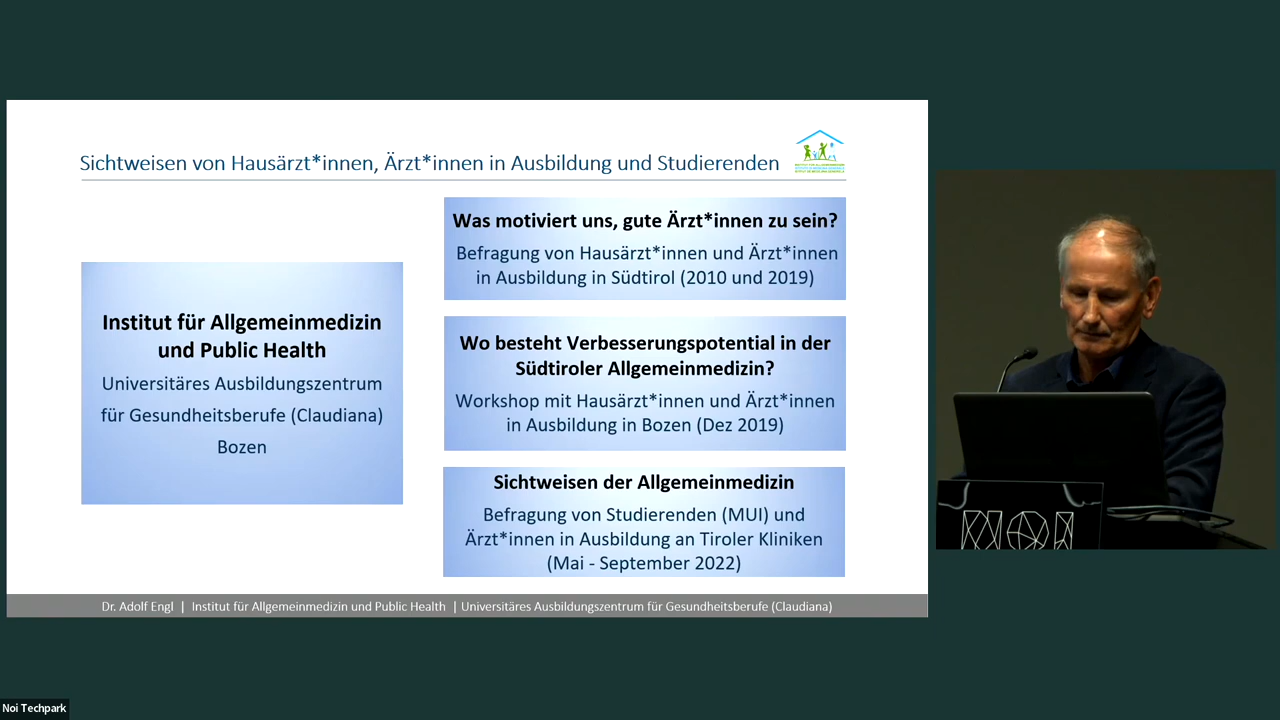 Sichtweisen von Hausärzt*innen, Ärzt*innen in Ausbildung und Studierenden
Institut für Allgemeinmedizin
und Public Health
Universitäres Ausbildungszentrum
für Gesundheitsberufe (Claudiana)
Bozen
Was motiviert uns, gute Ärzt*innen zu sein?
Befragung von Hausärzt*innen und Ärzt*innen
in Ausbildung in Südtirol (2010 und 2019)
Wo besteht Verbesserungspotential in der
Südtiroler Allgemeinmedizin?
Workshop mit Hausärzt*innen und Ärzt*innen
in Ausbildung in Bozen (Dez 2019)
Sichtweisen der Allgemeinmedizin
Befragung von Studierenden (MUI) und
Ärzt*innen in Ausbildung an Tiroler Kliniken
(Mai - September 2022)
Dr. Adolf Engl | Institut für Allgemeinmedizin und Public Health | Universitäres Ausbildungszentrum für Gesundheitsberufe (Claudiana)
NOI
Noi Techpark